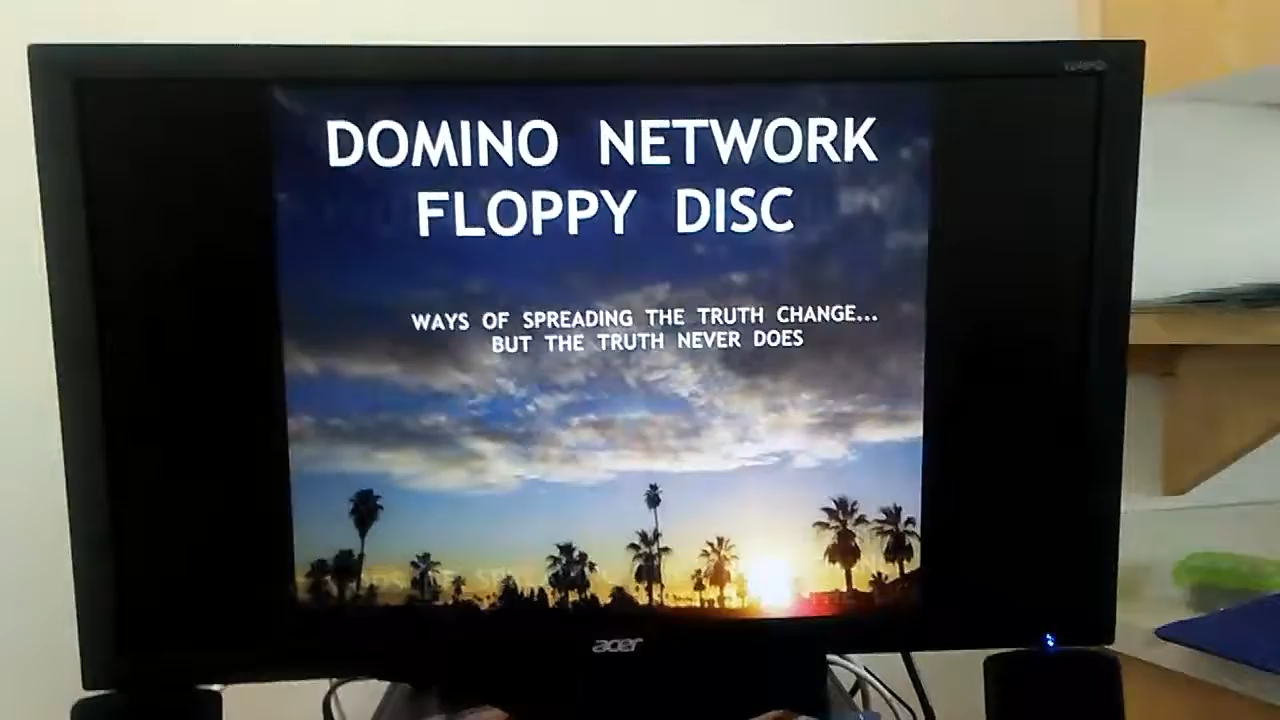 DOMINO NETWORK
FLOPPY DISC
WAYS OF SPREADING THE TRUTH CHANGE...
BUT THE TRUTH NEVER DOES
acer